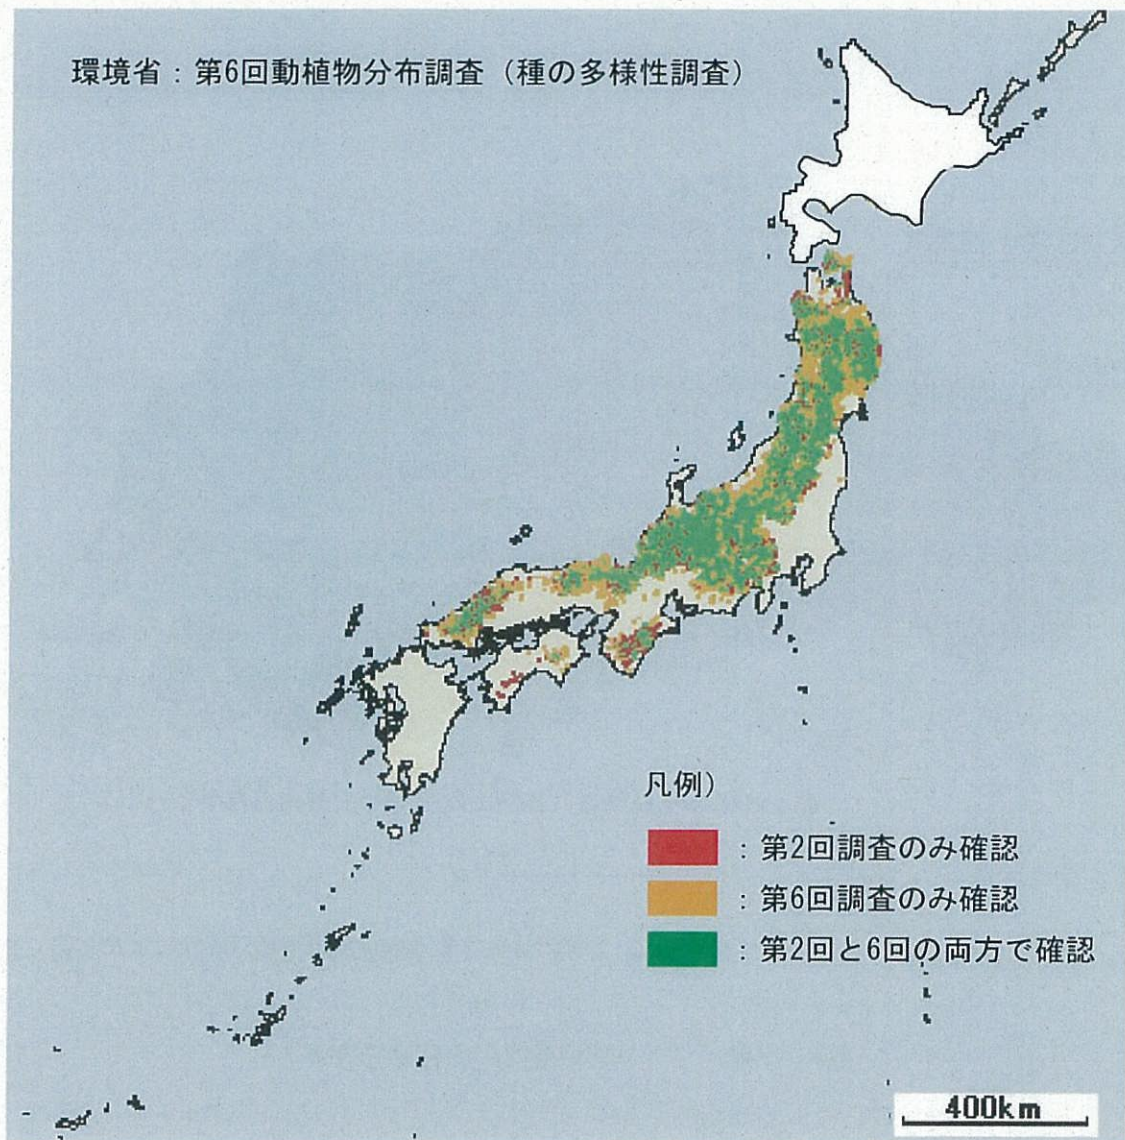 環境省：第6回動植物分布調査（種の多様性調査）
凡例）
：第2回調査のみ確認
：第6回調査のみ確認
：第2回と6回の両方で確認
400km